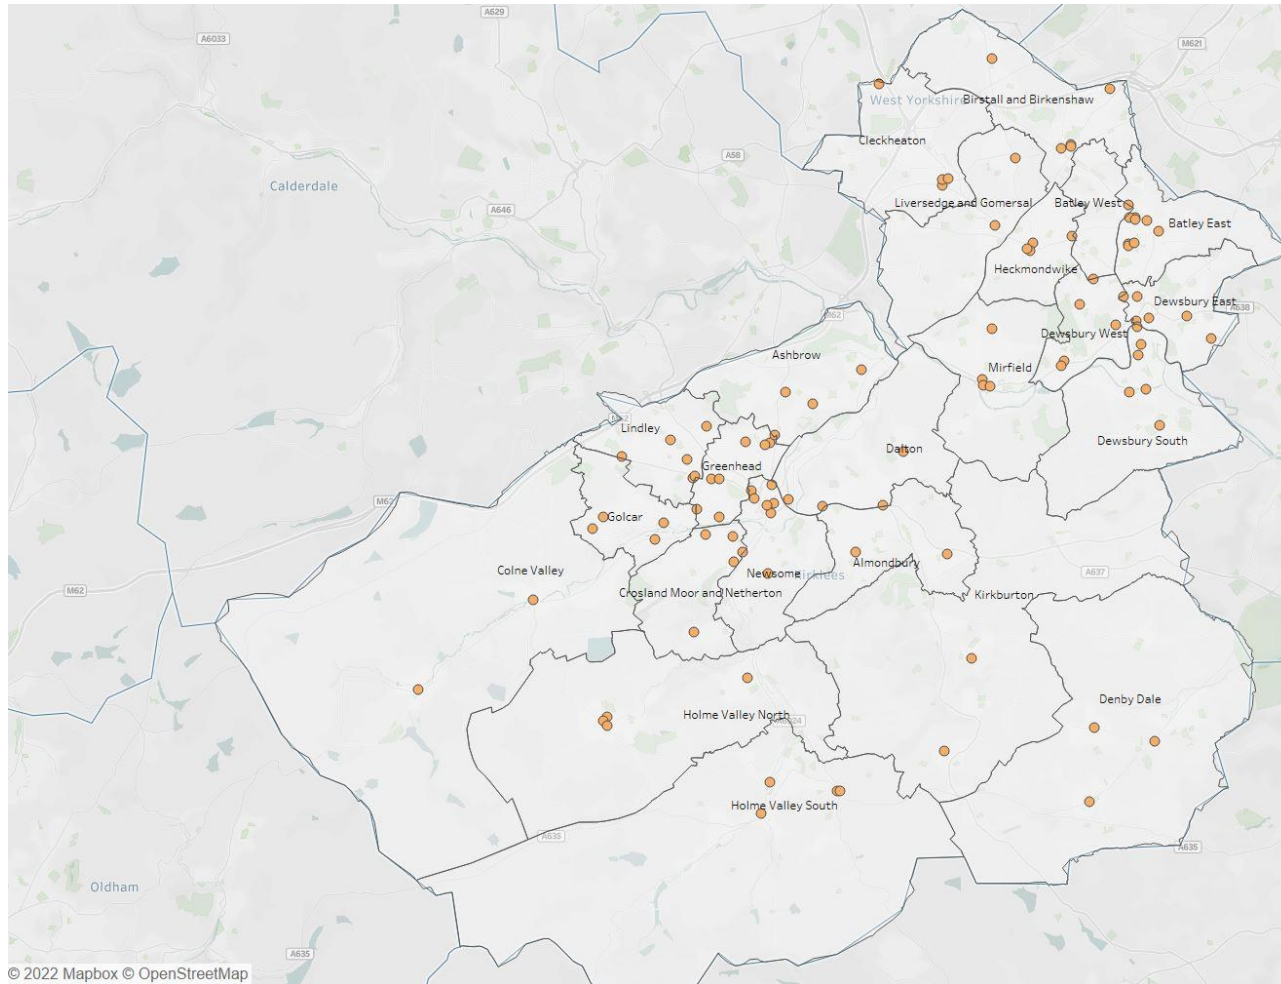 A629
A6033
M621
West Yorkshire
Birstall and Birkenshaw
Cleckheaton
A58
Calderdale
Liversedge and Gomersal
Batley West
A646
Batley East
Heckmondwike
Dewsbury East
A638
M62
Dewsbury West
Ashbrow
Mirfield
M62
Lindley
Dewsbury South
Dalton
Greenhead
M62
Golcar
Colne Valley
Newsome
Kirklees
Almondbury
A637
M62
Crosland Moor and Netherton
Kirkburton
Denby Dale
Holme Valley North
Holme Valley South
A635
A635
Oldham
A635
© 2022 Mapbox © OpenStreetMap